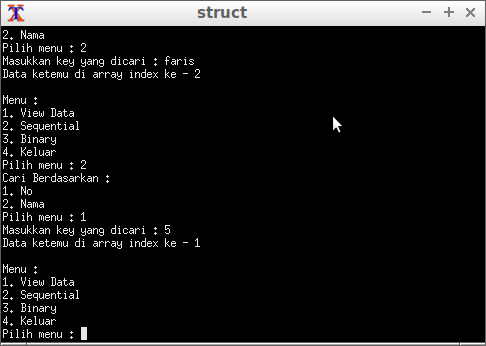 struct
2. Nama
Pilih menu : 2
Masukkan key yang dicari : faris
Data ketemu di array index ke - 2
Menu :
1. View Data
2. Sequential
3. Binary
4. Keluar
Pilih menu : 2
Cari Berdasarkan :
1. No
2. Nama
Pilih menu : 1
Masukkan key yang dicari : 5
Data ketemu di array index ke - 1
Menu :
1. View Data
2. Sequential
3. Binary
4. Keluar
Pilih menu :